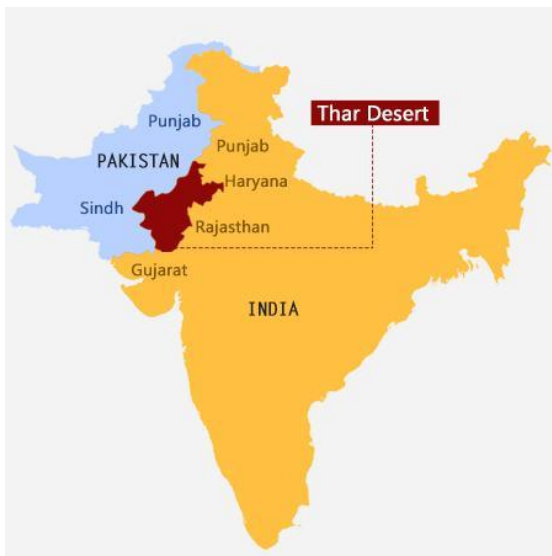 Thar Desert
Punjab
Punjab
PAKISTAN
Haryana
Sindh
Rajasthan
Gujarat
INDIA